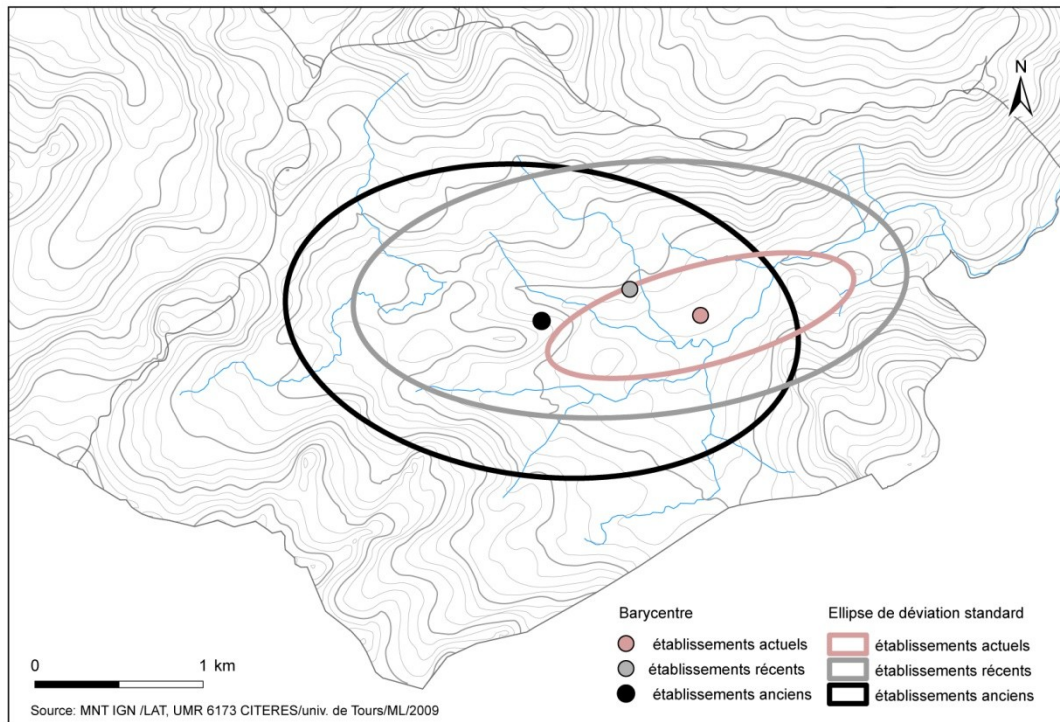 N
Barycentre
établissements actuels
établissements récents
établissements anciens
Ellipse de déviation standard
établissements actuels
établissements récents
établissements anciens
0 1 km
Source: MNT IGN /LAT, UMR 6173 CITERES/univ. de Tours/ML/2009